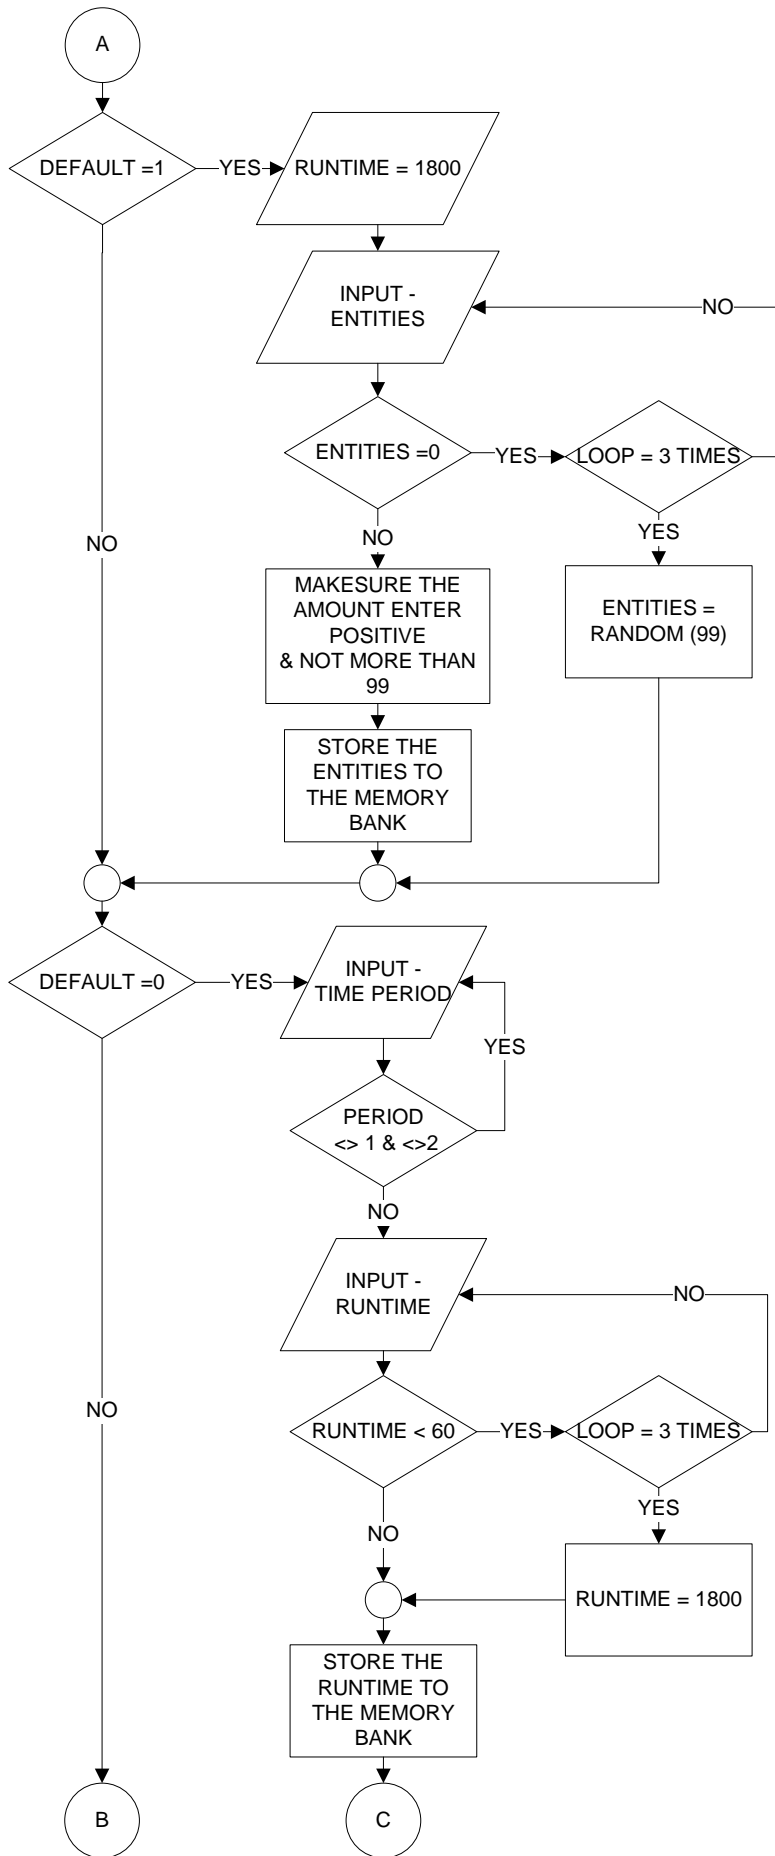 A
DEFAULT =1
YES
RUNTIME = 1800
INPUT -
ENTITIES
NO
ENTITIES =0
YES
LOOP = 3 TIMES
NO
NO
YES
MAKESURE THE
AMOUNT ENTER
POSITIVE
& NOT MORE THAN
99
ENTITIES =
RANDOM (99)
STORE THE
ENTITIES TO
THE MEMORY
BANK
DEFAULT =0
YES
INPUT -
TIME PERIOD
YES
PERIOD
<> 1 & <>2
NO
INPUT -
RUNTIME
NO
NO
RUNTIME < 60
YES
LOOP = 3 TIMES
NO
YES
RUNTIME = 1800
STORE THE
RUNTIME TO
THE MEMORY
BANK
B
C